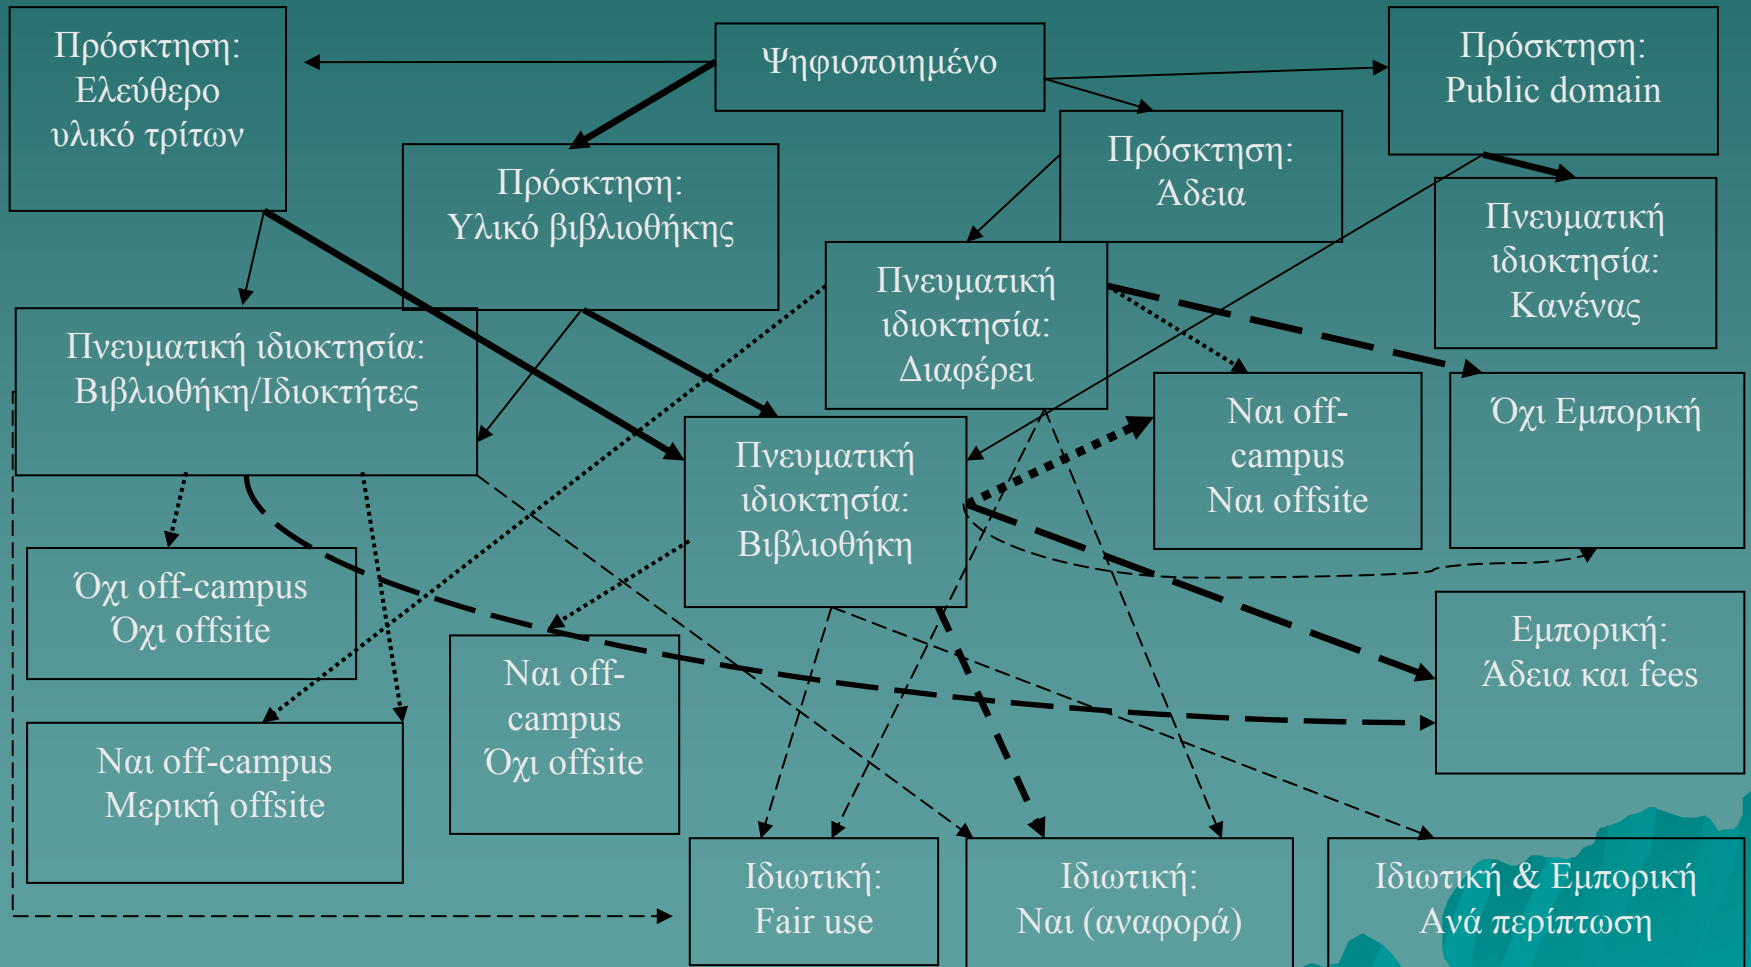 Πρόσκτηση:
Ελεύθερο
υλικό τρίτων
Ψηφιοποιημένο
Πρόσκτηση:
Public domain
Πρόσκτηση:
Υλικό βιβλιοθήκης
Πρόσκτηση:
Άδεια
Πνευματική
ιδιοκτησία:
Κανένας
Πνευματική ιδιοκτησία:
Βιβλιοθήκη/Ιδιοκτήτες
Πνευματική
ιδιοκτησία:
Διαφέρει
Πνευματική
ιδιοκτησία:
Βιβλιοθήκη
Ναι off-
campus
Ναι offsite
Όχι Εμπορική
Όχι off-campus
Όχι offsite
Ναι off-
campus
Όχι offsite
Εμπορική:
Άδεια και fees
Ναι off-campus
Μερική offsite
Ιδιωτική:
Fair use
Ιδιωτική:
Ναι (αναφορά)
Ιδιωτική & Εμπορική
Ανά περίπτωση